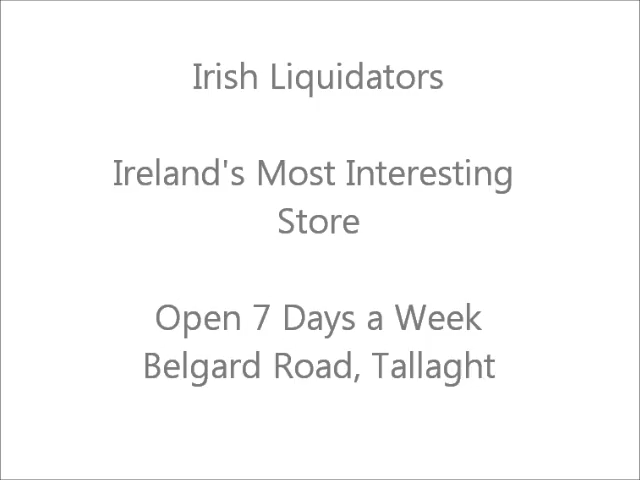 Irish Liquidators
Ireland's Most Interesting
Store
Open 7 Days a Week
Belgard Road, Tallaght